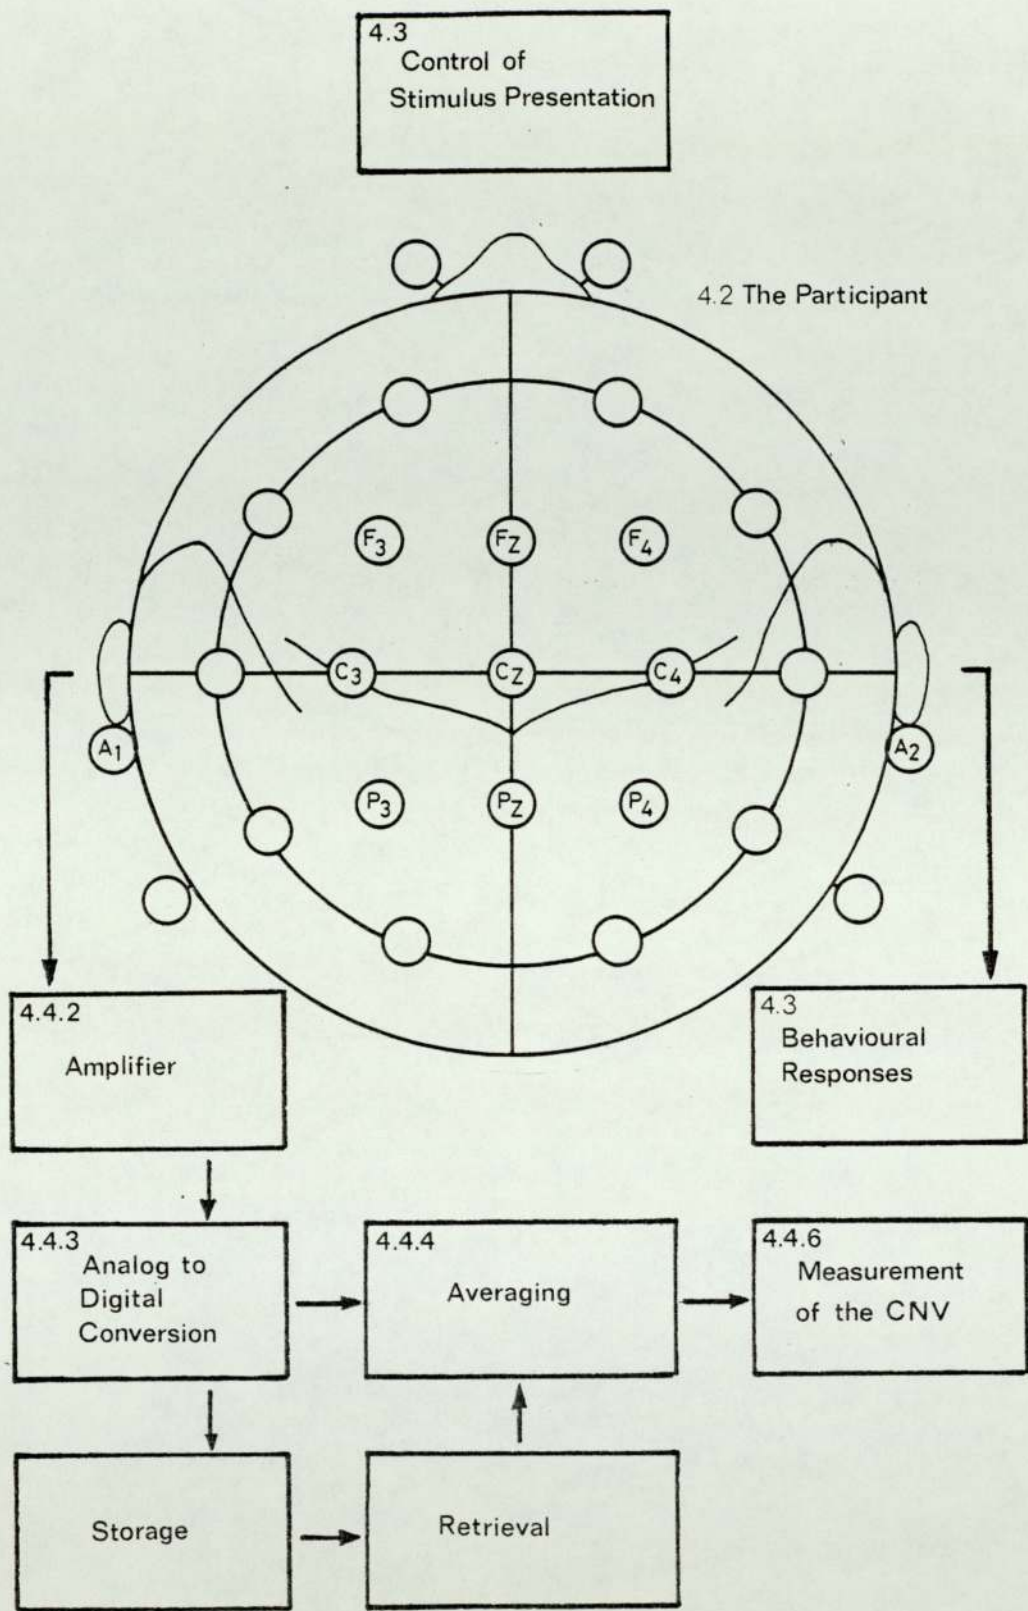 4.3
Control of
Stimulus Presentation
4.2 The Participant
F3 FZ F4
C3 CZ C4
A1 A2
P3 PZ P4
4.4.2
Amplifier
4.3
Behavioural
Responses
4.4.3
Analog to
Digital
Conversion
4.4.4
Averaging
4.4.6
Measurement
of the CNV
Storage
Retrieval